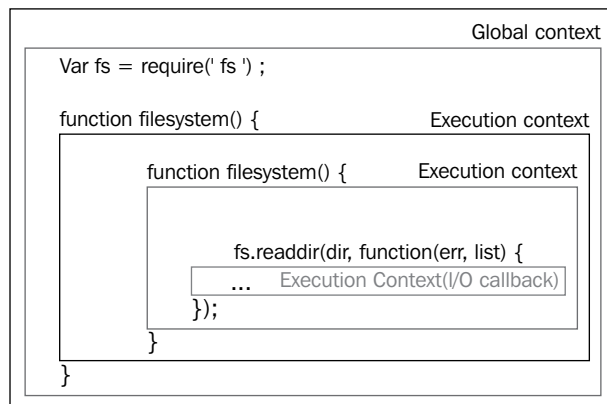 Global context
Var fs = require(' fs ') ;
function filesystem() { Execution context
function filesystem() { Execution context
fs.readdir(dir, function(err, list) {
... Execution Context(I/O callback)
});
}
}